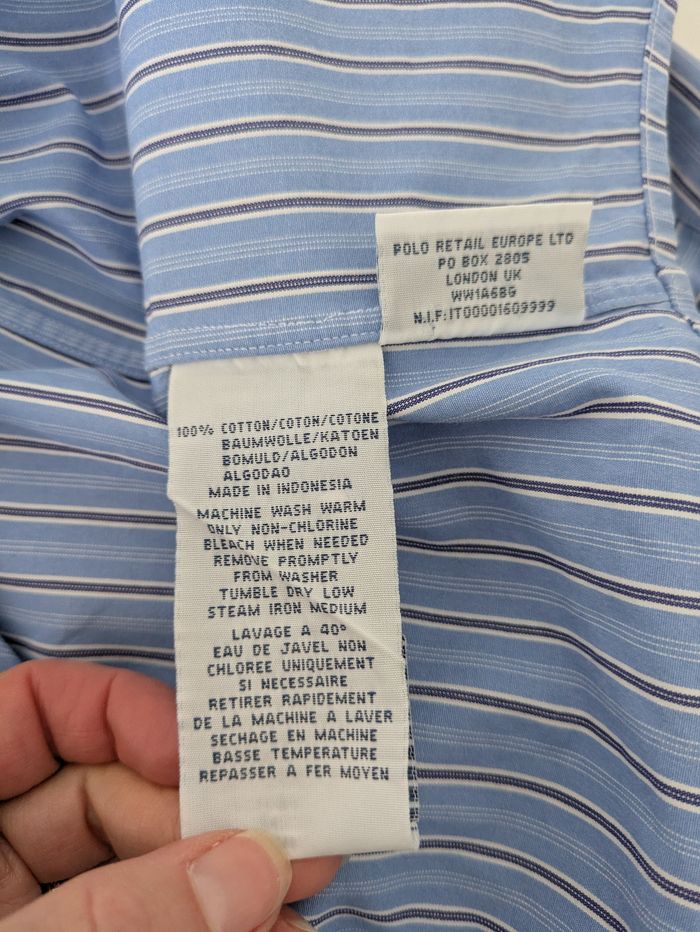 POLO RETAIL EUROPE LTD
PO BOX 2805
LONDON UK
WW1A6BG
N.I.F:IT00001609999
100% COTTON/COTON/COTONE
BAUMWOLLE/KATOEN
BOMULD/ALGODON
ALGODAO
MADE IN INDONESIA
MACHINE WASH WARM
ONLY NON-CHLORINE
BLEACH WHEN NEEDED
REMOVE PROMPTLY
FROM WASHER
TUMBLE DRY LOW
STEAM IRON MEDIUM
LAVAGE A 40°
EAU DE JAVEL NON
CHLOREE UNIQUEMENT
SI NECESSAIRE
RETIRER RAPIDEMENT
DE LA MACHINE A LAVER
SECHAGE EN MACHINE
BASSE TEMPERATURE
REPASSER A FER MOYEN